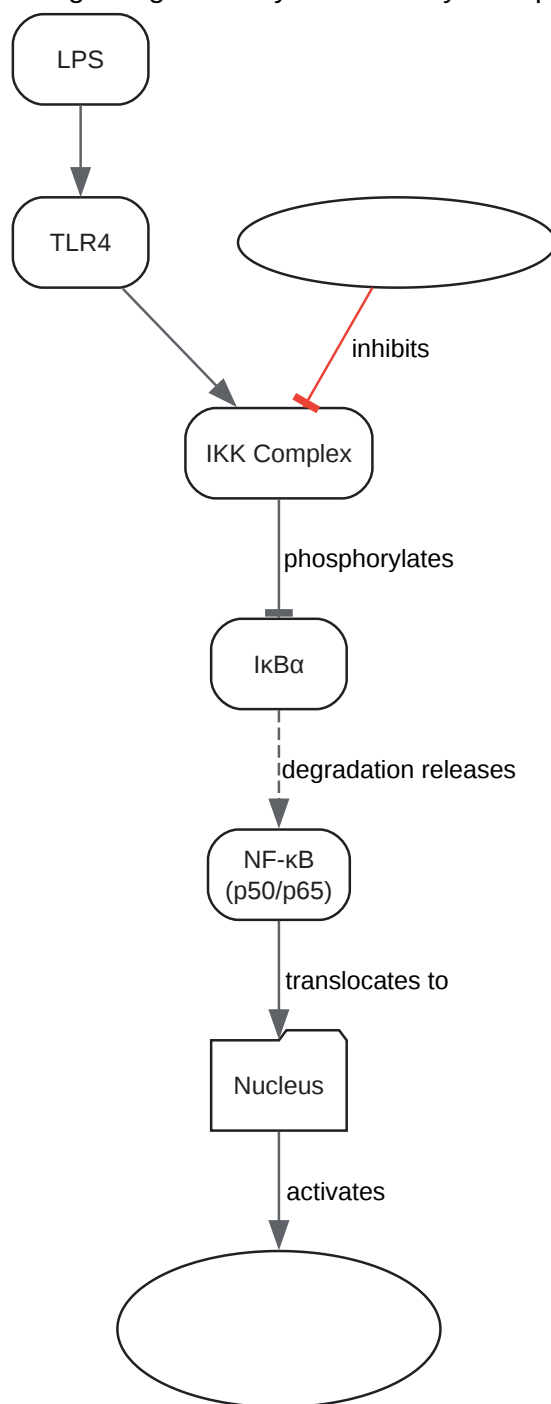 LPS
TLR4
inhibits
IKK Complex
phosphorylates
IκBα
degradation releases
NF-κB
(p50/p65)
translocates to
Nucleus
activates